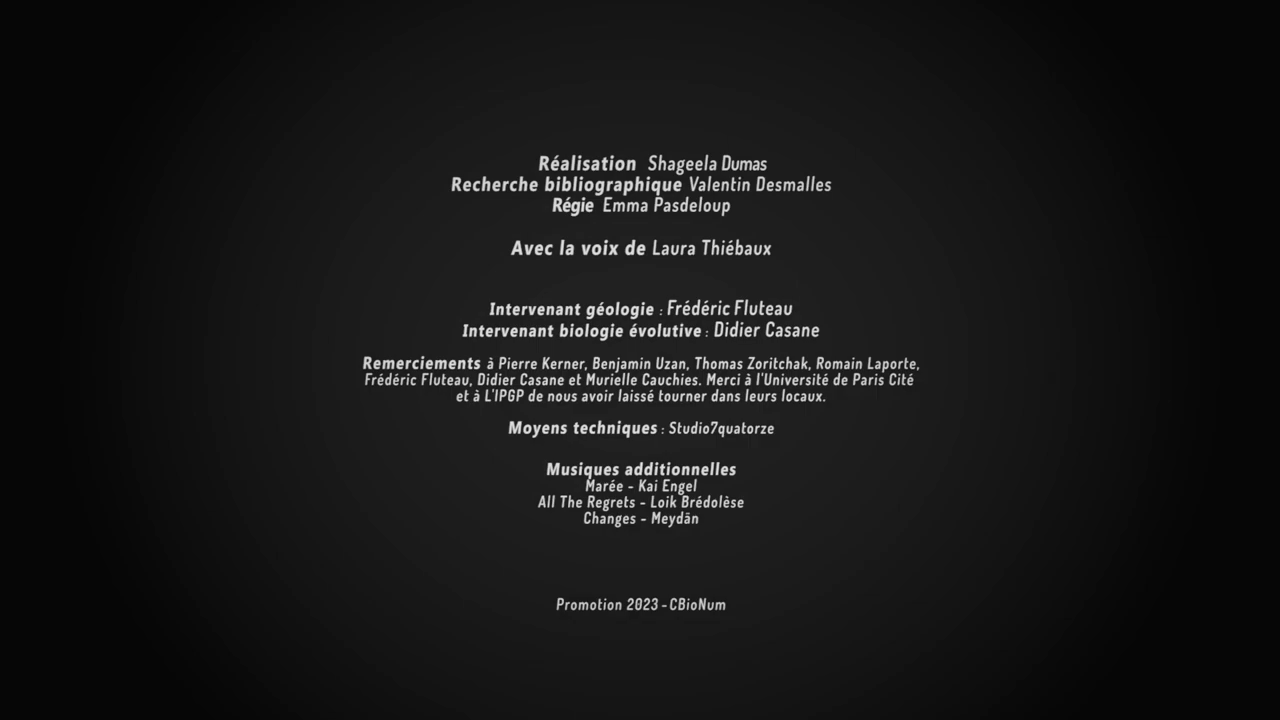 Réalisation Shageela Dumas
Recherche bibliographique Valentin Desmalles
Régie Emma Pasdeloup
Avec la voix de Laura Thiébaux
Intervenant géologie : Frédéric Fluteau
Intervenant biologie évolutive : Didier Casane
Remerciements à Pierre Kerner, Benjamin Uzan, Thomas Zoritchak, Romain Laporte,
Frédéric Fluteau, Didier Casane et Murielle Cauchies. Merci à l'Université de Paris Cité
et à L'IPGP de nous avoir laissé tourner dans leurs locaux.
Moyens techniques : Studio7quatorze
Musiques additionnelles
Marée - Kai Engel
All The Regrets - Loik Brédolèse
Changes - Meydän
Promotion 2023 - CBioNum